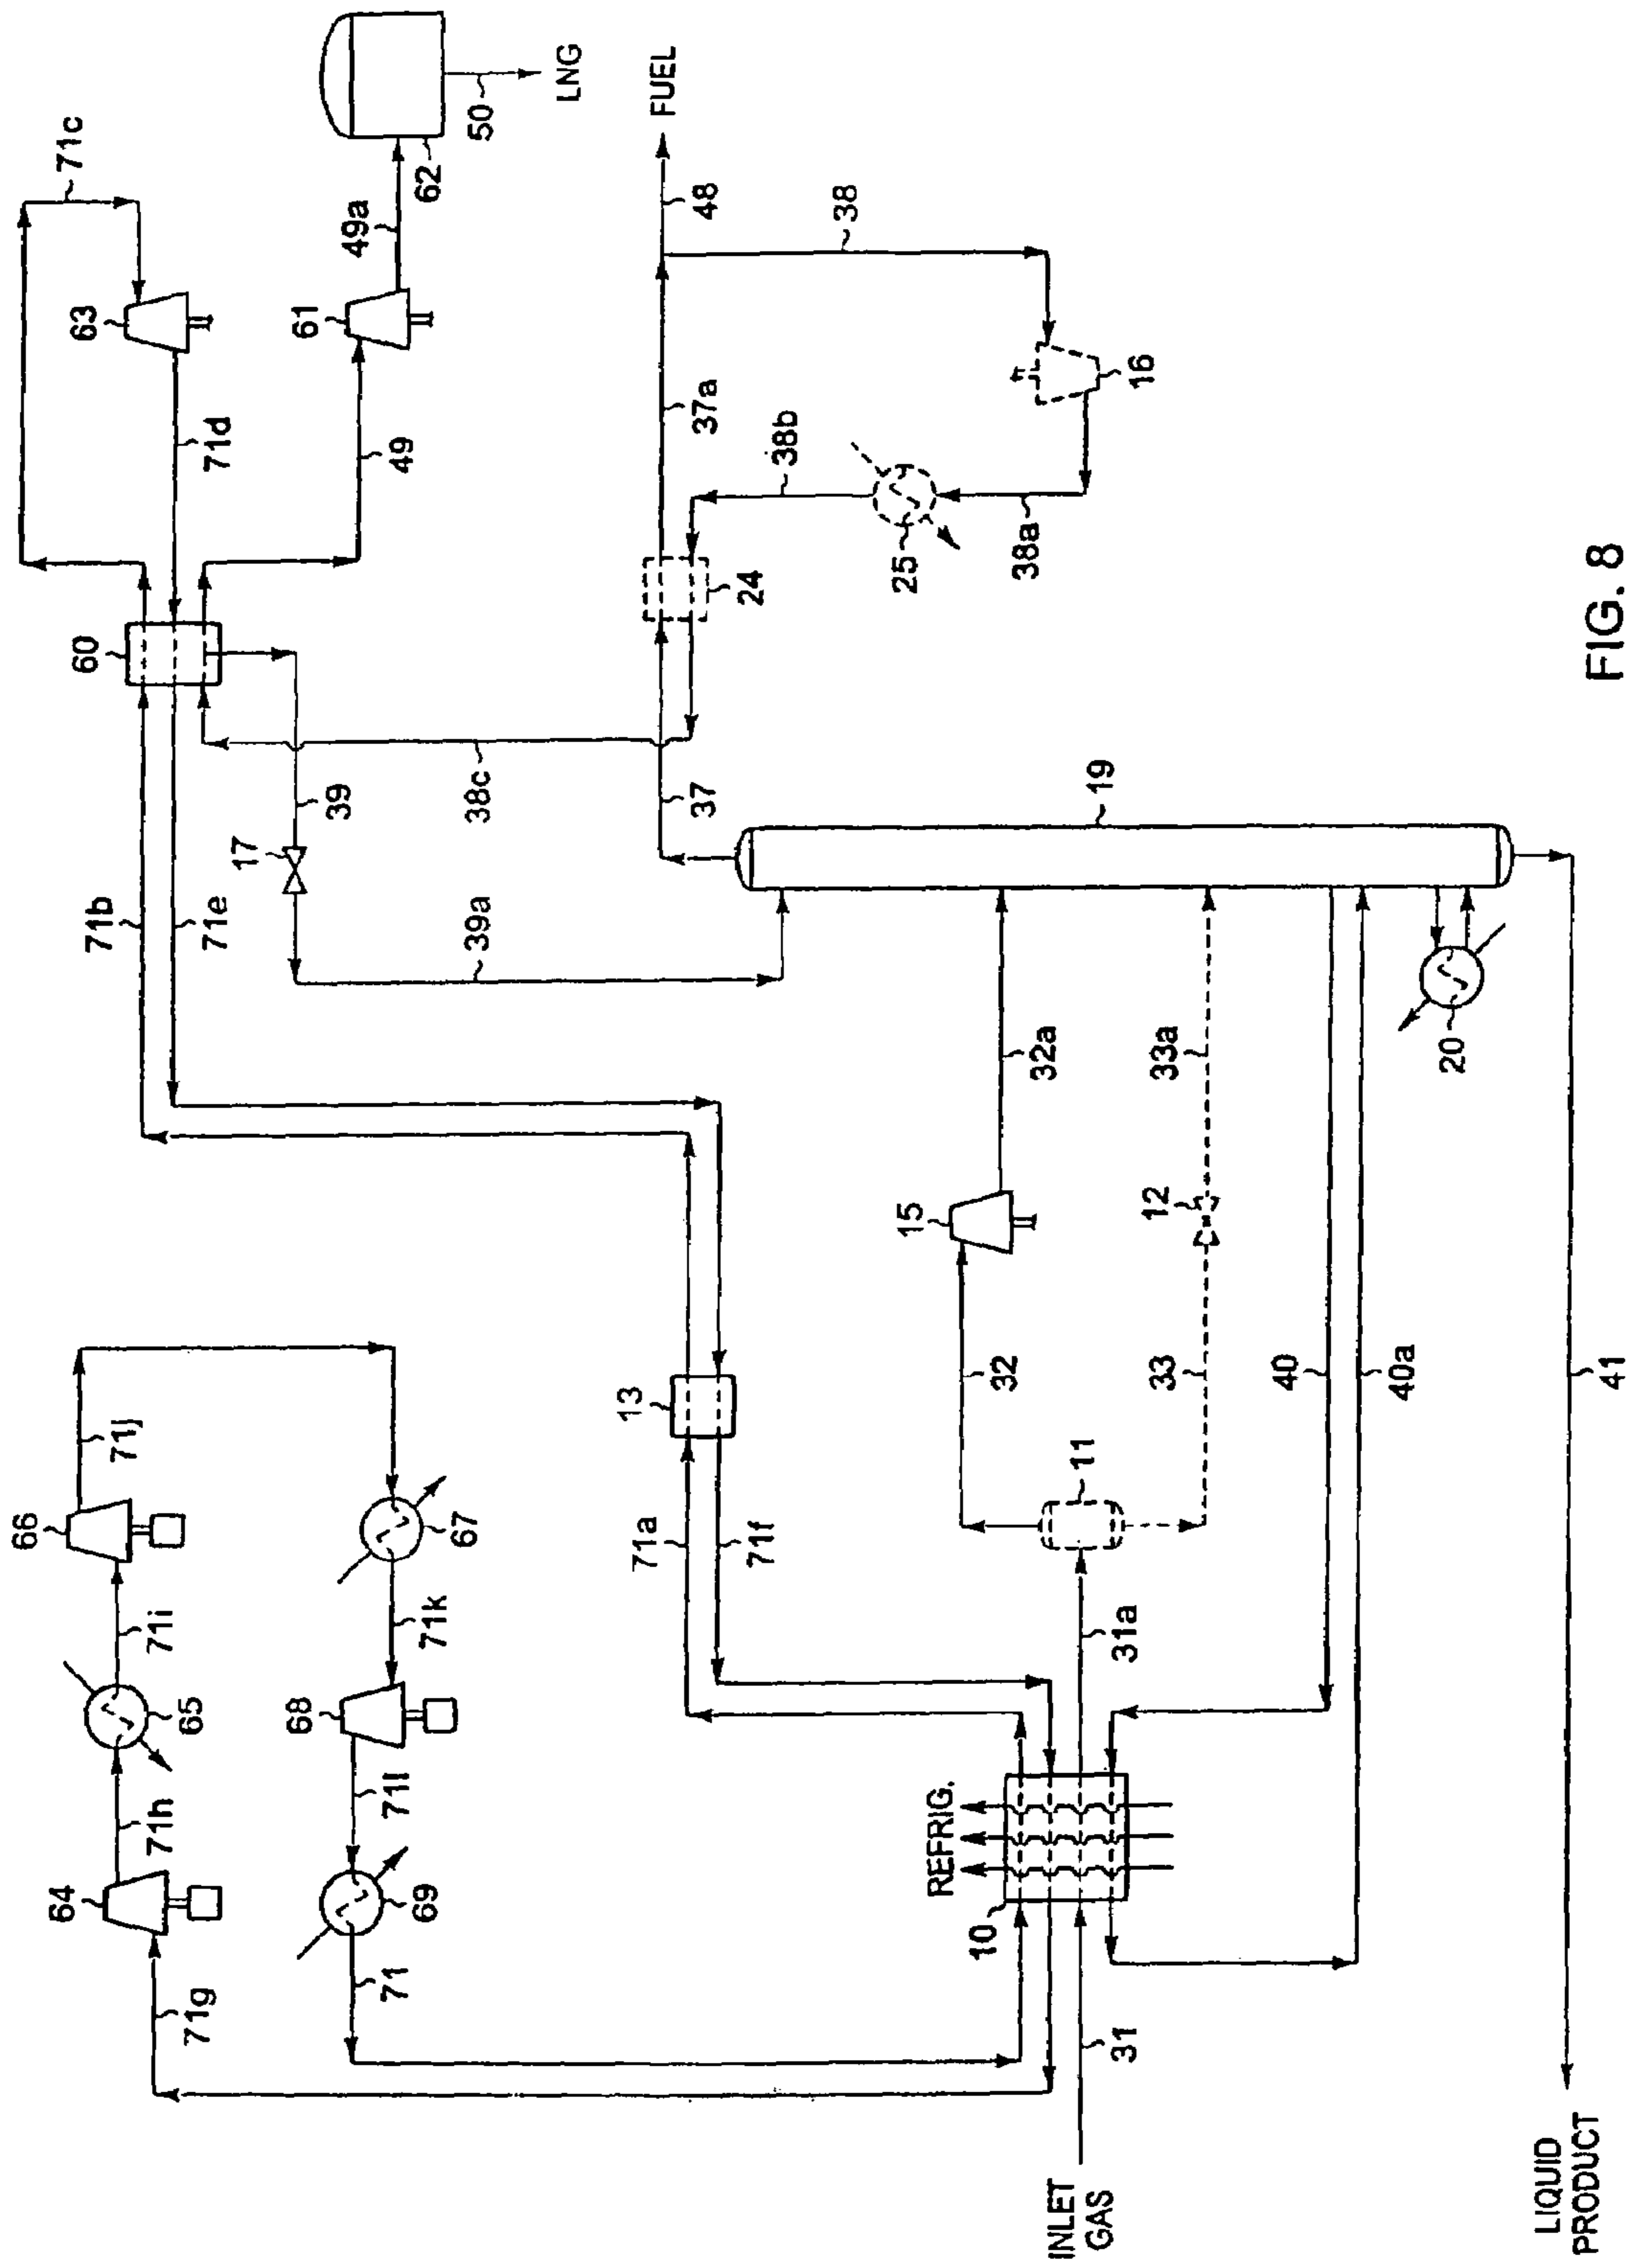 71c
63
71d
60
71b
71e
61
49
49a
62
50
LNG
39
17
39a
38c
FUEL
48
38
37a
38b
37
24
25
38a
16
19
66
71j
71i
65
67
71k
71h
64
68
71l
69
71g
71
13
71a
71f
15
32a
32
33a
12
33
11
31a
20
40
40a
41
REFRIG.
10
31
INLET
GAS
LIQUID
PRODUCT
FIG. 8